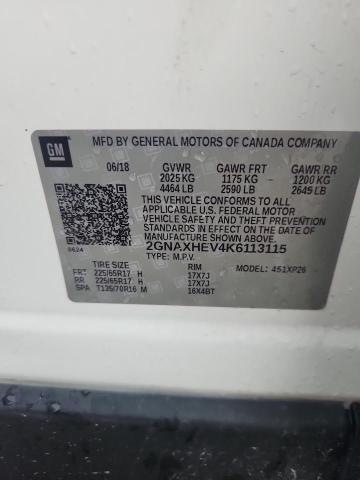 GM
MFD BY GENERAL MOTORS OF CANADA COMPANY
06/18 GVWR GAWR FRT GAWR RR
2025 KG 1175 KG 1200 KG
4464 LB 2590 LB 2645 LB
THIS VEHICLE CONFORMS TO ALL APPLICABLE U.S. FEDERAL MOTOR
VEHICLE SAFETY, BUMPER, AND THEFT PREVENTION STANDARDS IN
EFFECT ON THE DATE OF MANUFACTURE SHOWN ABOVE.
8624 2GNAXHEV4K6113115
TYPE: M.P.V. MODEL: 451XP26
TIRE SIZE RIM
FRT 225/65R17 H 17X7J
RR 225/65R17 H 17X7J
SPA T135/70R16 M 16X4BT